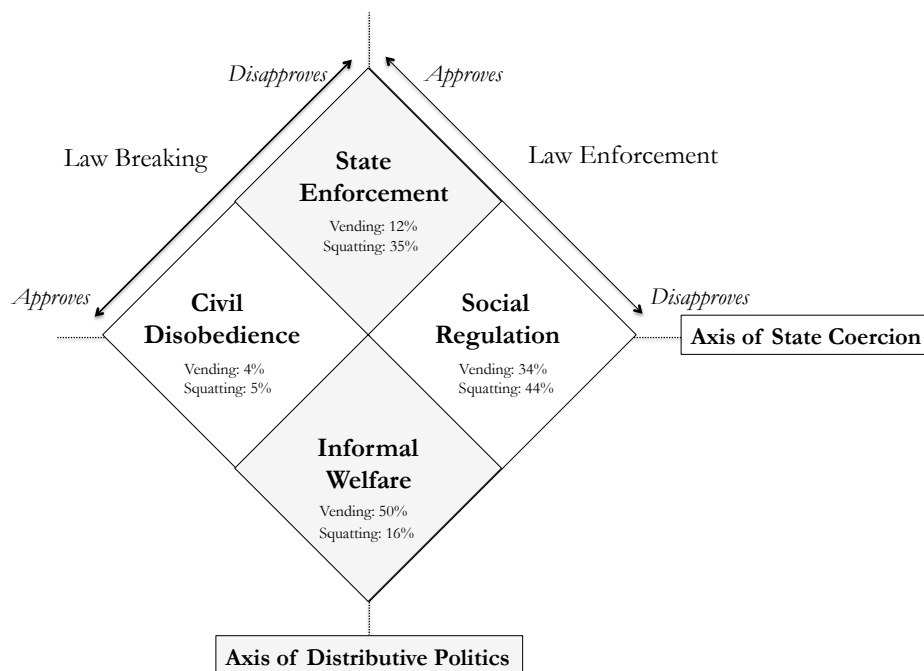 Disapproves
Approves
Law Breaking
Law Enforcement
State
Enforcement
Vending: 12%
Squatting: 35%
Approves
Disapproves
Civil
Disobedience
Vending: 4%
Squatting: 5%
Social
Regulation
Vending: 34%
Squatting: 44%
Axis of State Coercion
Informal
Welfare
Vending: 50%
Squatting: 16%
Axis of Distributive Politics